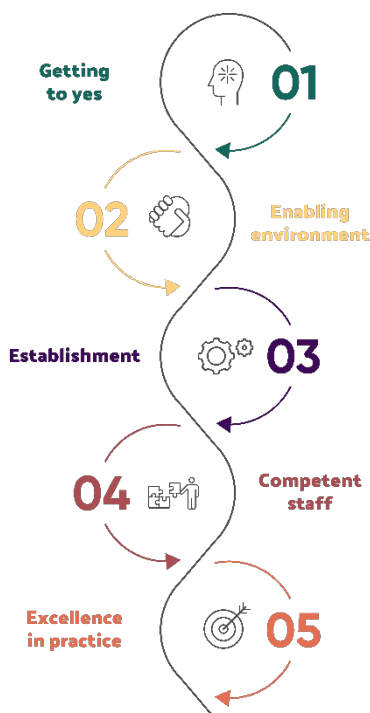 Getting
to yes
01
02
Enabling
environment
Establishment
03
04
Competent
staff
Excellence
in practice
05